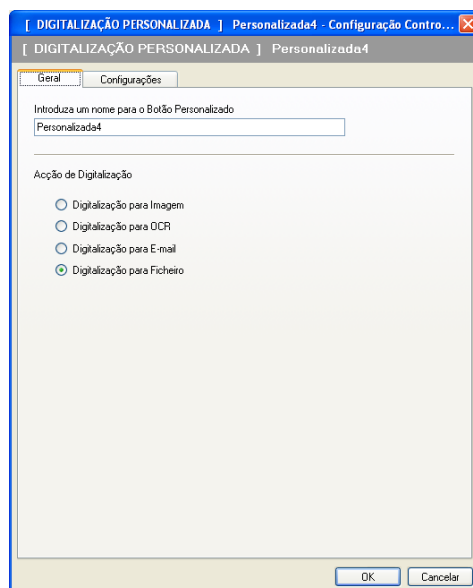 [ DIGITALIZAÇÃO PERSONALIZADA ] Personalizada4 - Configuração Contro...
[ DIGITALIZAÇÃO PERSONALIZADA ] Personalizada4
Geral Configurações
Introduza um nome para o Botão Personalizado
Personalizada4
Acção de Digitalização
Digitalização para Imagem
Digitalização para OCR
Digitalização para E-mail
Digitalização para Ficheiro
OK Cancelar